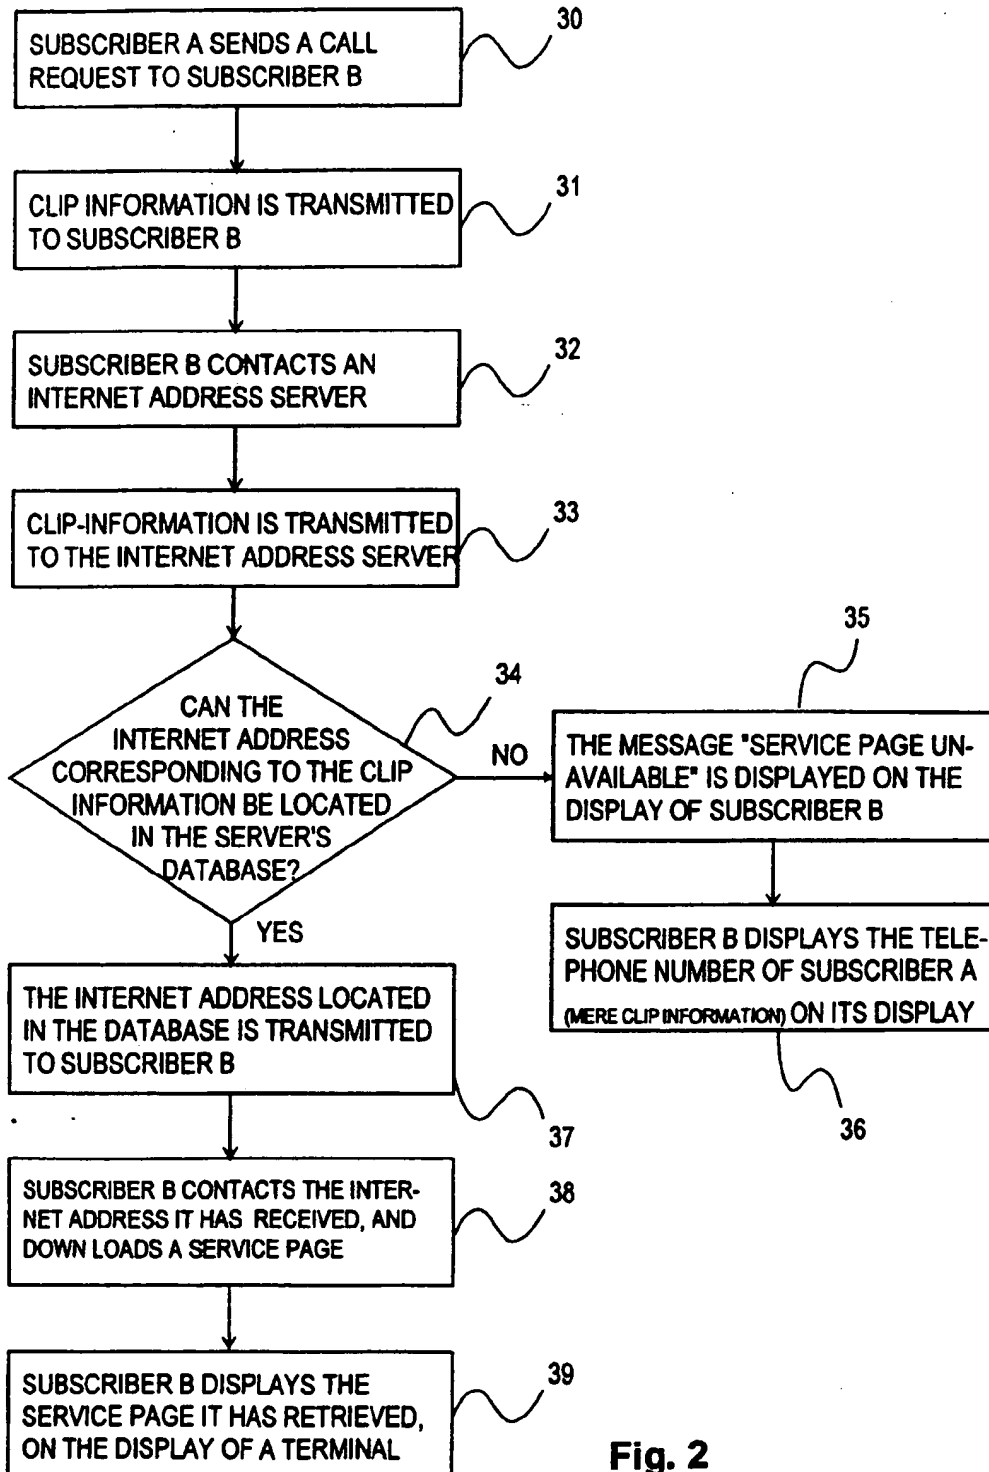 30
SUBSCRIBER A SENDS A CALL
REQUEST TO SUBSCRIBER B
31
CLIP INFORMATION IS TRANSMITTED
TO SUBSCRIBER B
32
SUBSCRIBER B CONTACTS AN
INTERNET ADDRESS SERVER
33
CLIP-INFORMATION IS TRANSMITTED
TO THE INTERNET ADDRESS SERVER
34
CAN THE
INTERNET ADDRESS
CORRESPONDING TO THE CLIP
INFORMATION BE LOCATED
IN THE SERVER'S
DATABASE?
NO
YES
35
THE MESSAGE "SERVICE PAGE UN-
AVAILABLE" IS DISPLAYED ON THE
DISPLAY OF SUBSCRIBER B
SUBSCRIBER B DISPLAYS THE TELE-
PHONE NUMBER OF SUBSCRIBER A
(MERE CLIP INFORMATION) ON ITS DISPLAY
36
THE INTERNET ADDRESS LOCATED
IN THE DATABASE IS TRANSMITTED
TO SUBSCRIBER B
37
SUBSCRIBER B CONTACTS THE INTER-
NET ADDRESS IT HAS RECEIVED, AND
DOWN LOADS A SERVICE PAGE
38
SUBSCRIBER B DISPLAYS THE
SERVICE PAGE IT HAS RETRIEVED,
ON THE DISPLAY OF A TERMINAL
39
Fig. 2